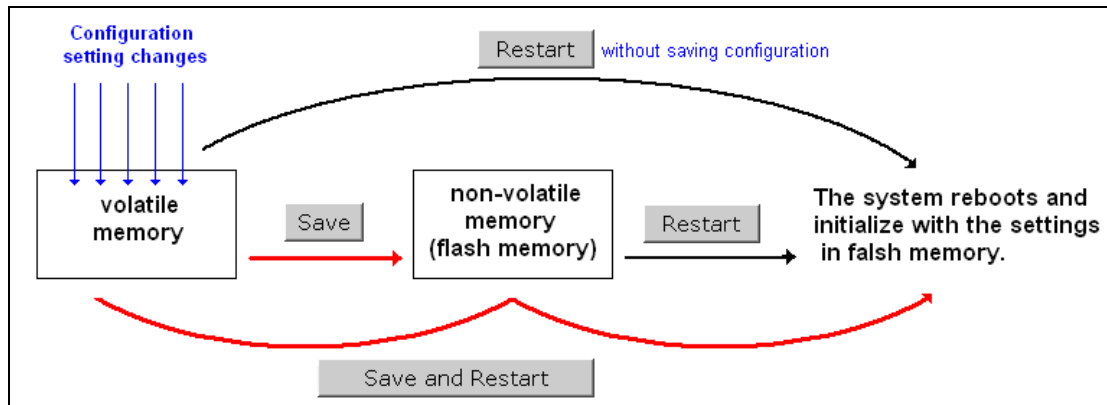 Configuration
setting changes
Restart
without saving configuration
volatile
memory
Save
non-volatile
memory
(flash memory)
Restart
The system reboots and
initialize with the settings
in falsh memory.
Save and Restart